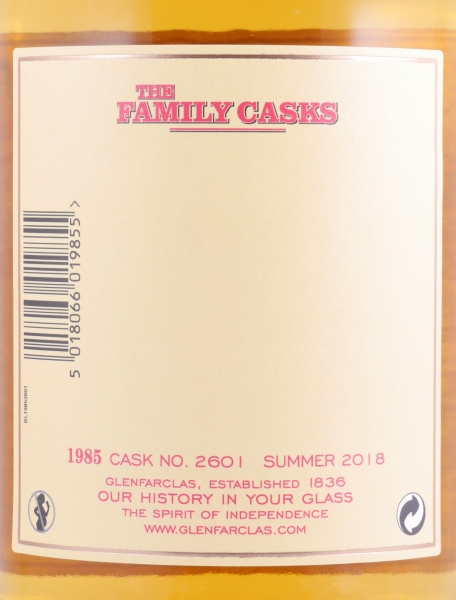 THE
FAMILY CASKS
5 018066 019855 >
1985 CASK NO. 2601 SUMMER 2018
GLENFARCLAS, ESTABLISHED 1836
OUR HISTORY IN YOUR GLASS
THE SPIRIT OF INDEPENDENCE
WWW.GLENFARCLAS.COM